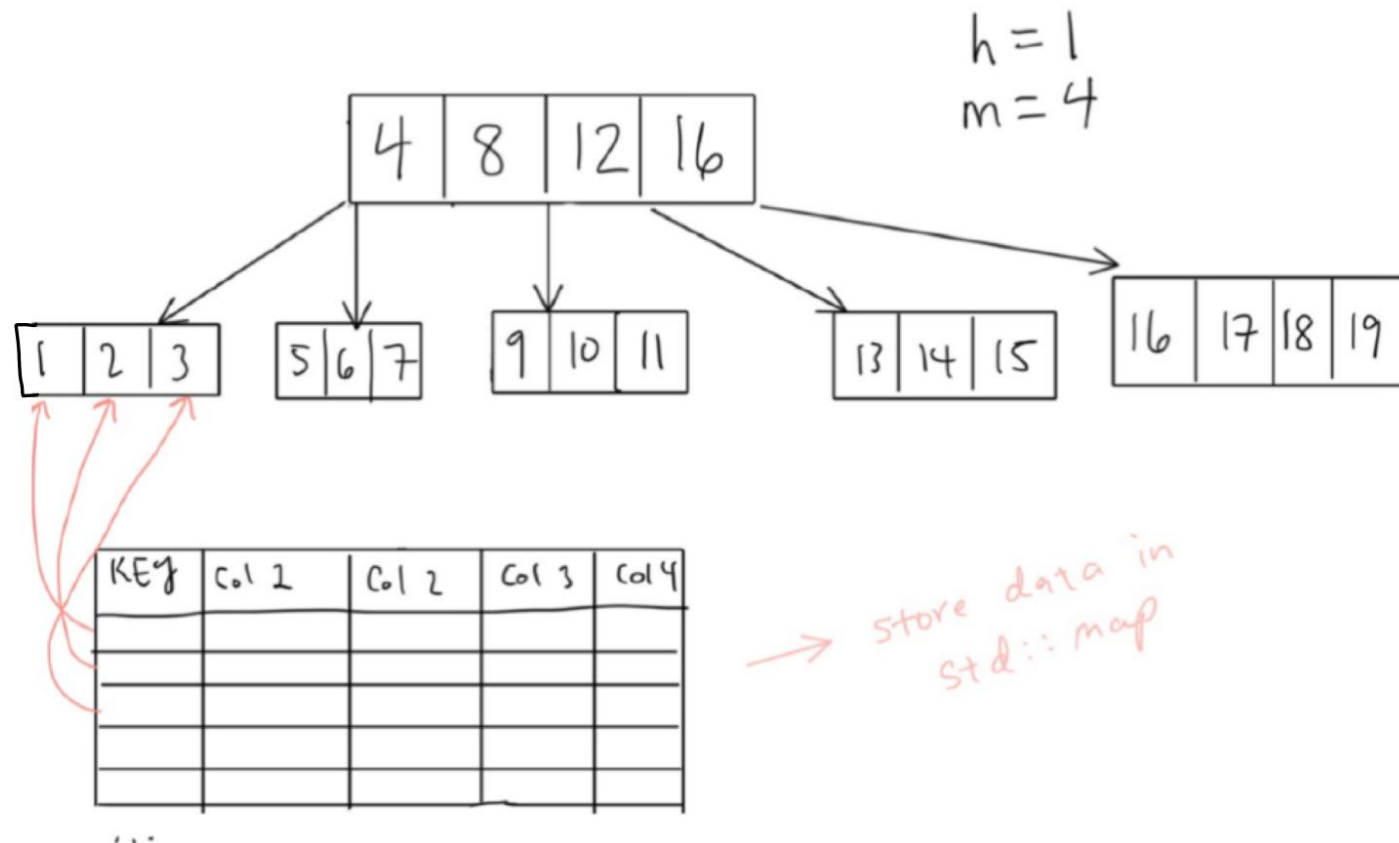 h = 1
m = 4
4 8 12 16
1 2 3
5 6 7
9 10 11
13 14 15
16 17 18 19
KEY Col 1 Col 2 Col 3 Col 4
store data in
std::map